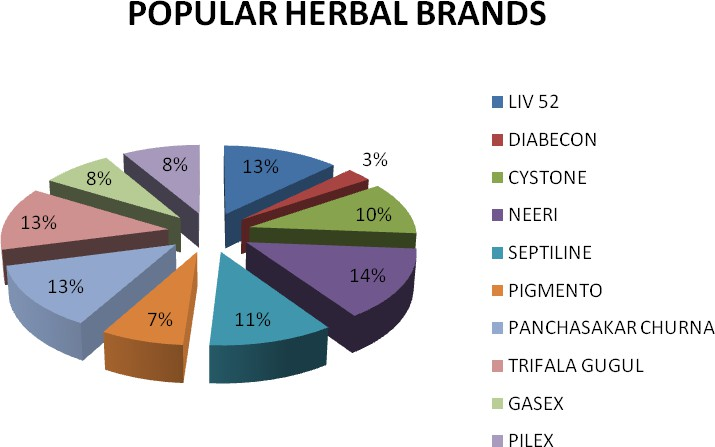 POPULAR HERBAL BRANDS
13%
3%
10%
14%
11%
7%
13%
13%
8%
8%
LIV 52
DIABECON
CYSTONE
NEERI
SEPTILINE
PIGMENTO
PANCHASAKAR CHURNA
TRIFALA GUGUL
GASEX
PILEX